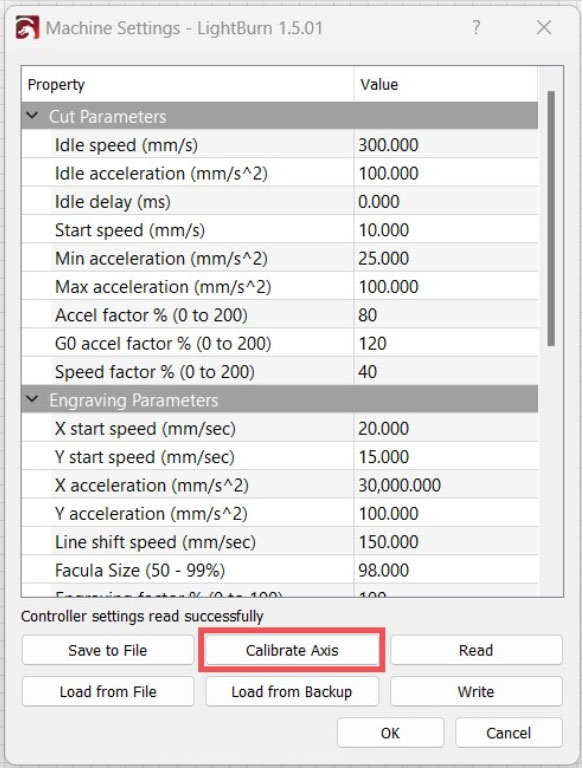 Machine Settings - LightBurn 1.5.01 ?
Property Value
Cut Parameters
Idle speed (mm/s) 300.000
Idle acceleration (mm/s^2) 100.000
Idle delay (ms) 0.000
Start speed (mm/s) 10.000
Min acceleration (mm/s^2) 25.000
Max acceleration (mm/s^2) 100.000
Accel factor % (0 to 200) 80
G0 accel factor % (0 to 200) 120
Speed factor % (0 to 200) 40
Engraving Parameters
X start speed (mm/sec) 20.000
Y start speed (mm/sec) 15.000
X acceleration (mm/s^2) 30,000.000
Y acceleration (mm/s^2) 100.000
Line shift speed (mm/sec) 150.000
Facula Size (50 - 99%) 98.000
Engraving factor % (0 to 100) 100
Controller settings read successfully
Save to File Calibrate Axis Read
Load from File Load from Backup Write
OK Cancel